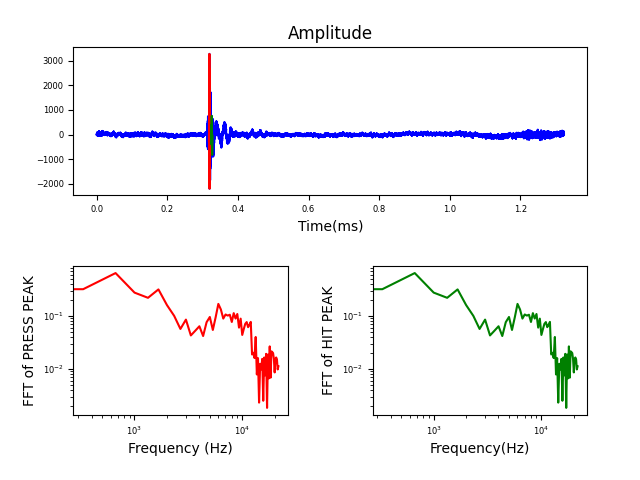 Amplitude
3000
2000
1000
0
−1000
−2000
0.0 0.2 0.4 0.6 0.8 1.0 1.2
Time(ms)
FFT of PRESS PEAK
10⁻¹
10⁻²
10³ 10⁴
Frequency (Hz)
FFT of HIT PEAK
10⁻¹
10⁻²
10³ 10⁴
Frequency(Hz)